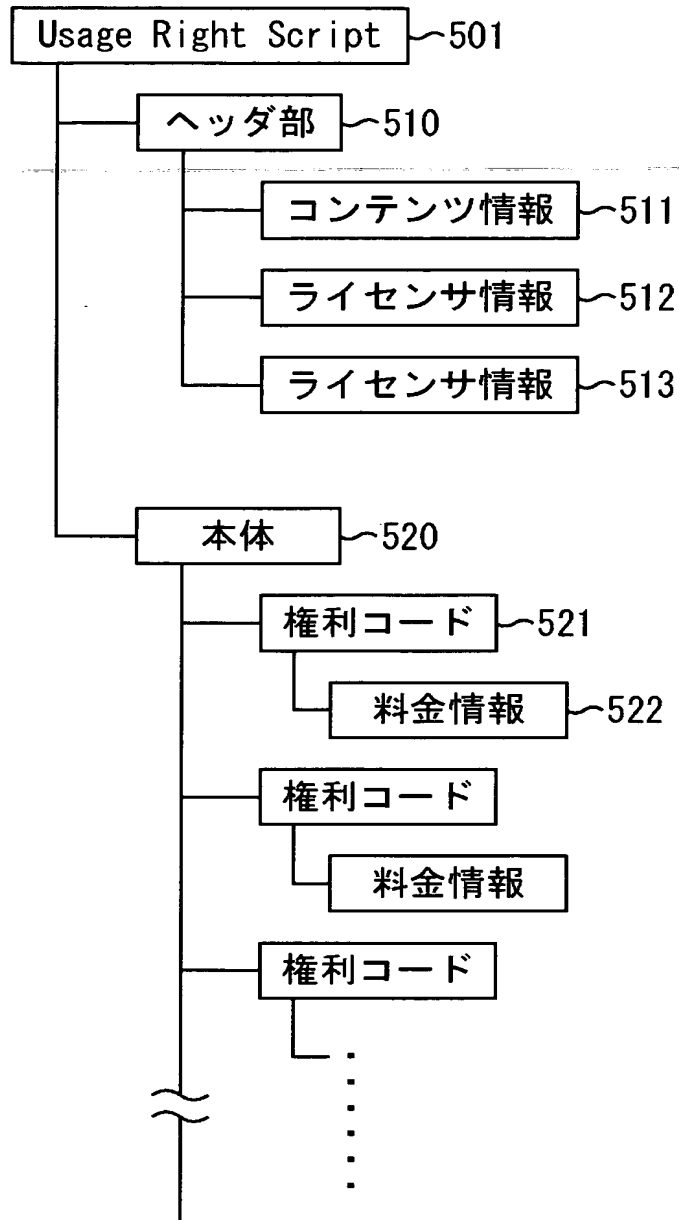 Usage Right Script 501
ヘッダ部 510
コンテンツ情報 511
ライセンサ情報 512
ライセンサ情報 513
本体 520
権利コード 521
料金情報 522
権利コード
料金情報
権利コード